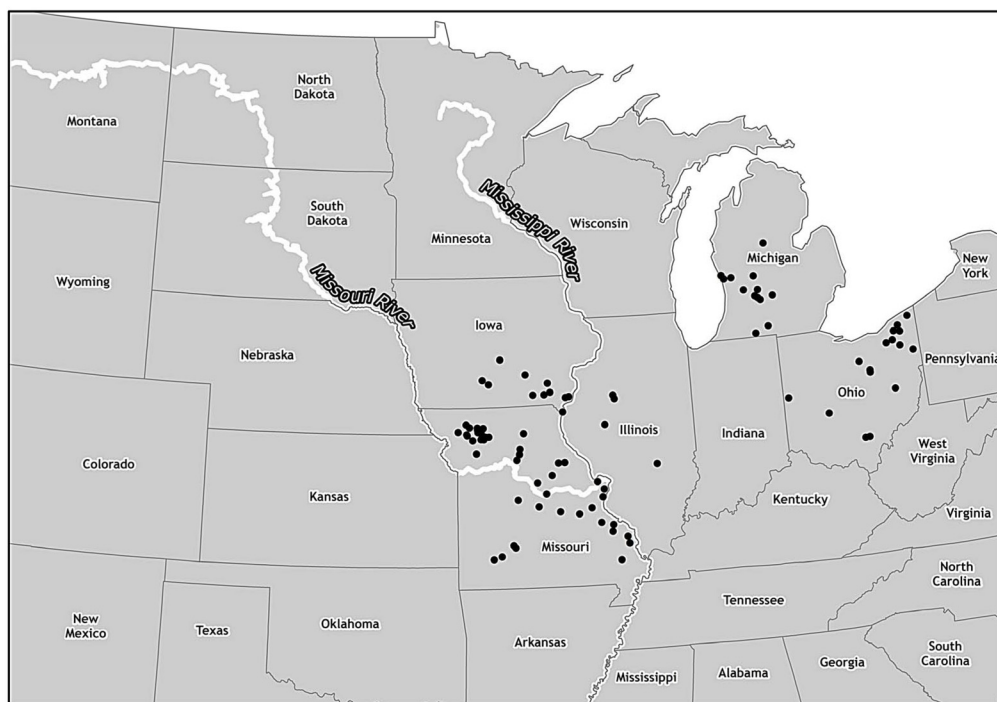 North
Dakota
Montana
Mississippi River
Wisconsin
South
Dakota
Minnesota
Michigan
New
York
Wyoming
Missouri River
Iowa
Nebraska
Pennsylvania
Ohio
Illinois
Indiana
West
Virginia
Colorado
Kansas
Kentucky
Virginia
Missouri
North
Carolina
Tennessee
New
Mexico
Texas
Oklahoma
Arkansas
South
Carolina
Mississippi
Alabama
Georgia